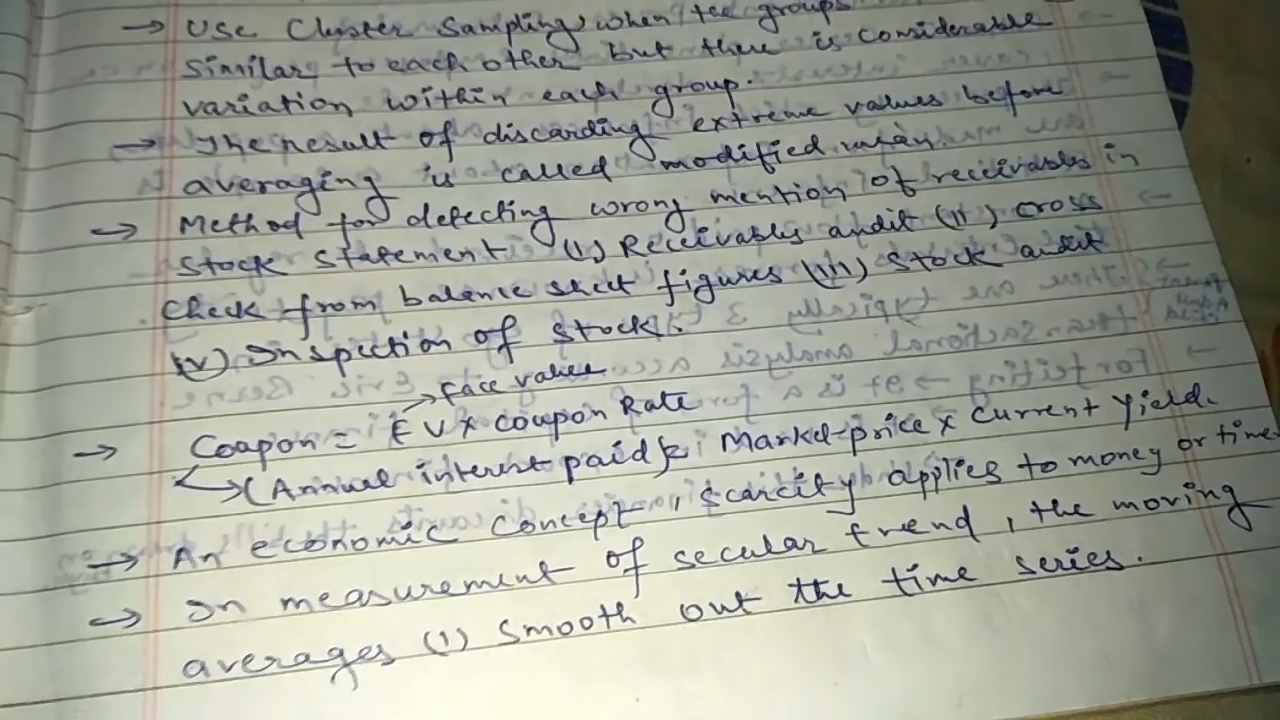 → Use Cluster Sampling, when the groups
similar to each other but there is considerable
variation within each group.
→ The result of discarding extreme values before
averaging is called modified mean.
→ Method for detecting wrong mention of receivables in
stock statement (i) Receivables audit (ii) cross
check from balance sheet figures (iii) stock audit
(iv) Inspection of stock.
→ Face value
→ Coupon = FV x coupon Rate
→ (Annual interest paid) Market price x current yield.
→ An economic concept, scarcity applies to money or time.
→ In measurement of secular trend, the moving
averages (i) smooth out the time series.